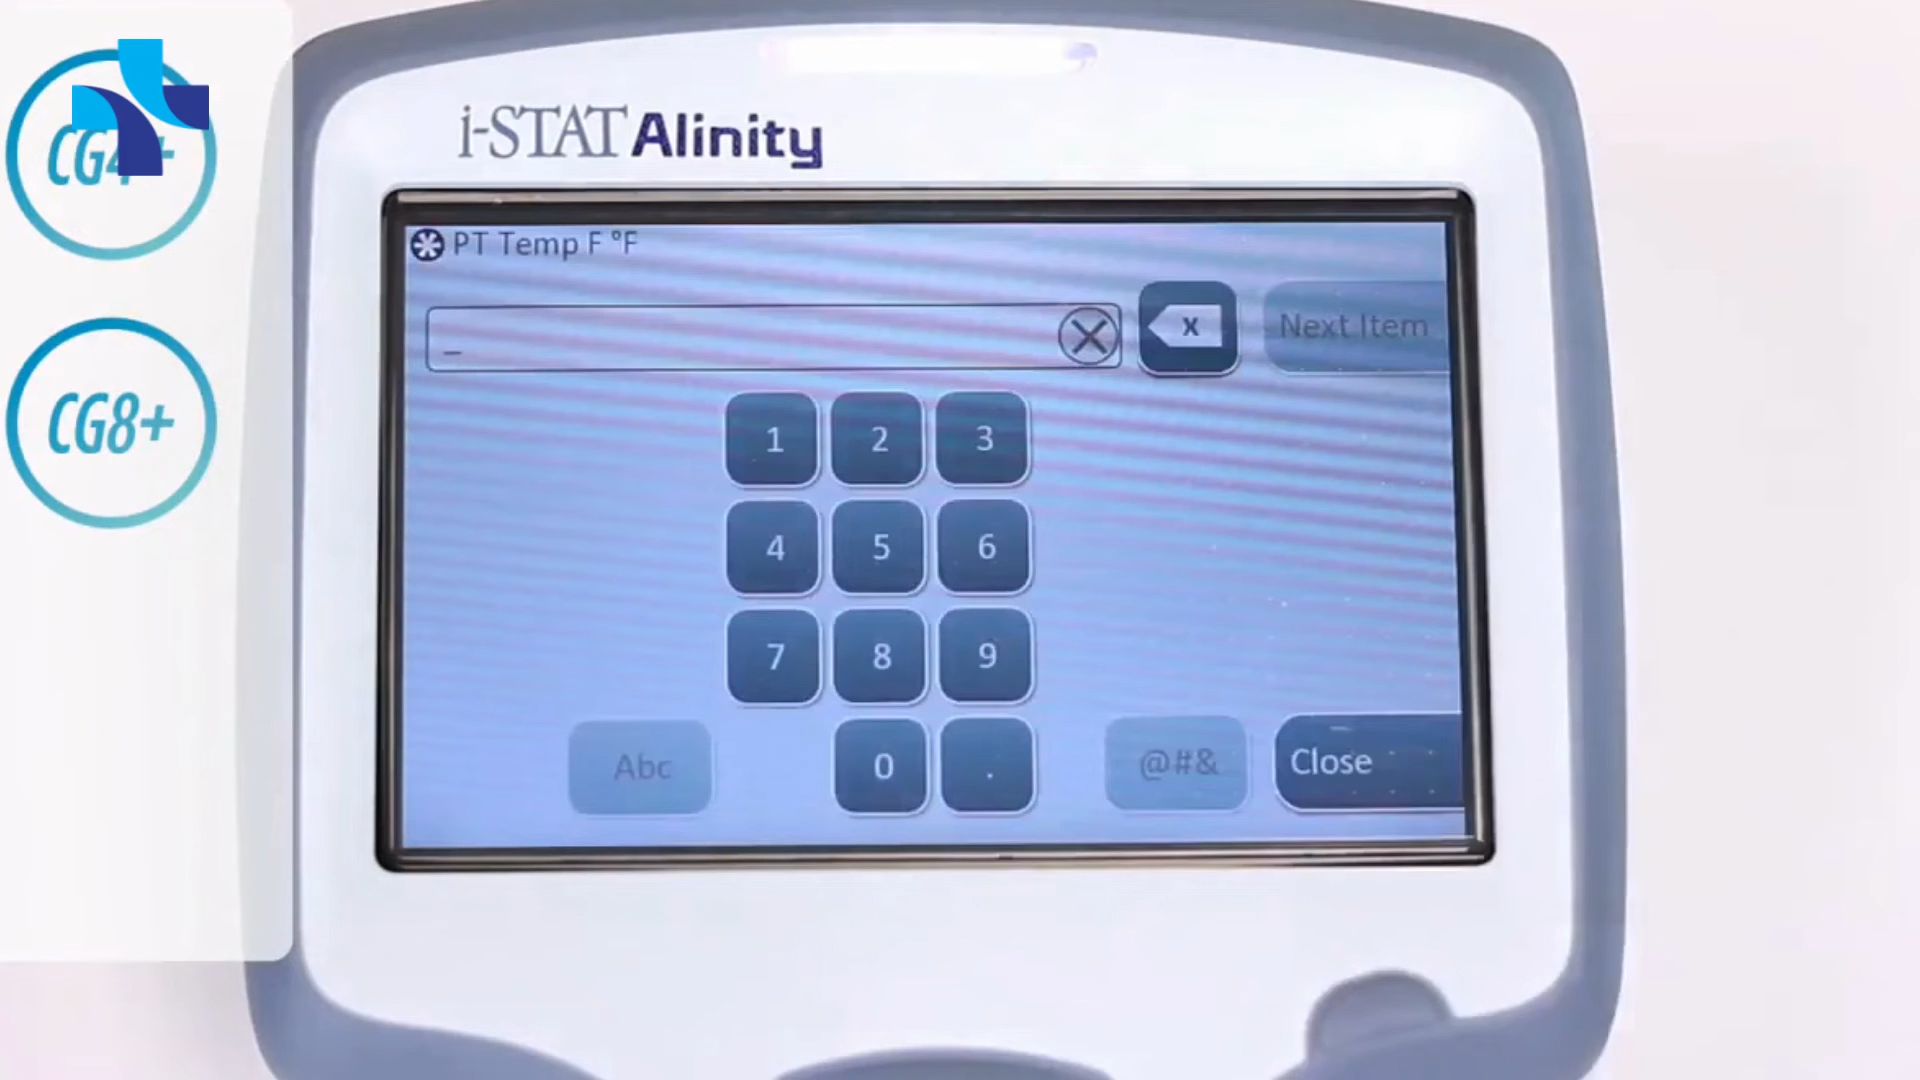 CG4+
CG8+
i-STAT Alinity
PT Temp F °F
_
x
Next Item
1 2 3
4 5 6
7 8 9
Abc 0 . @#& Close